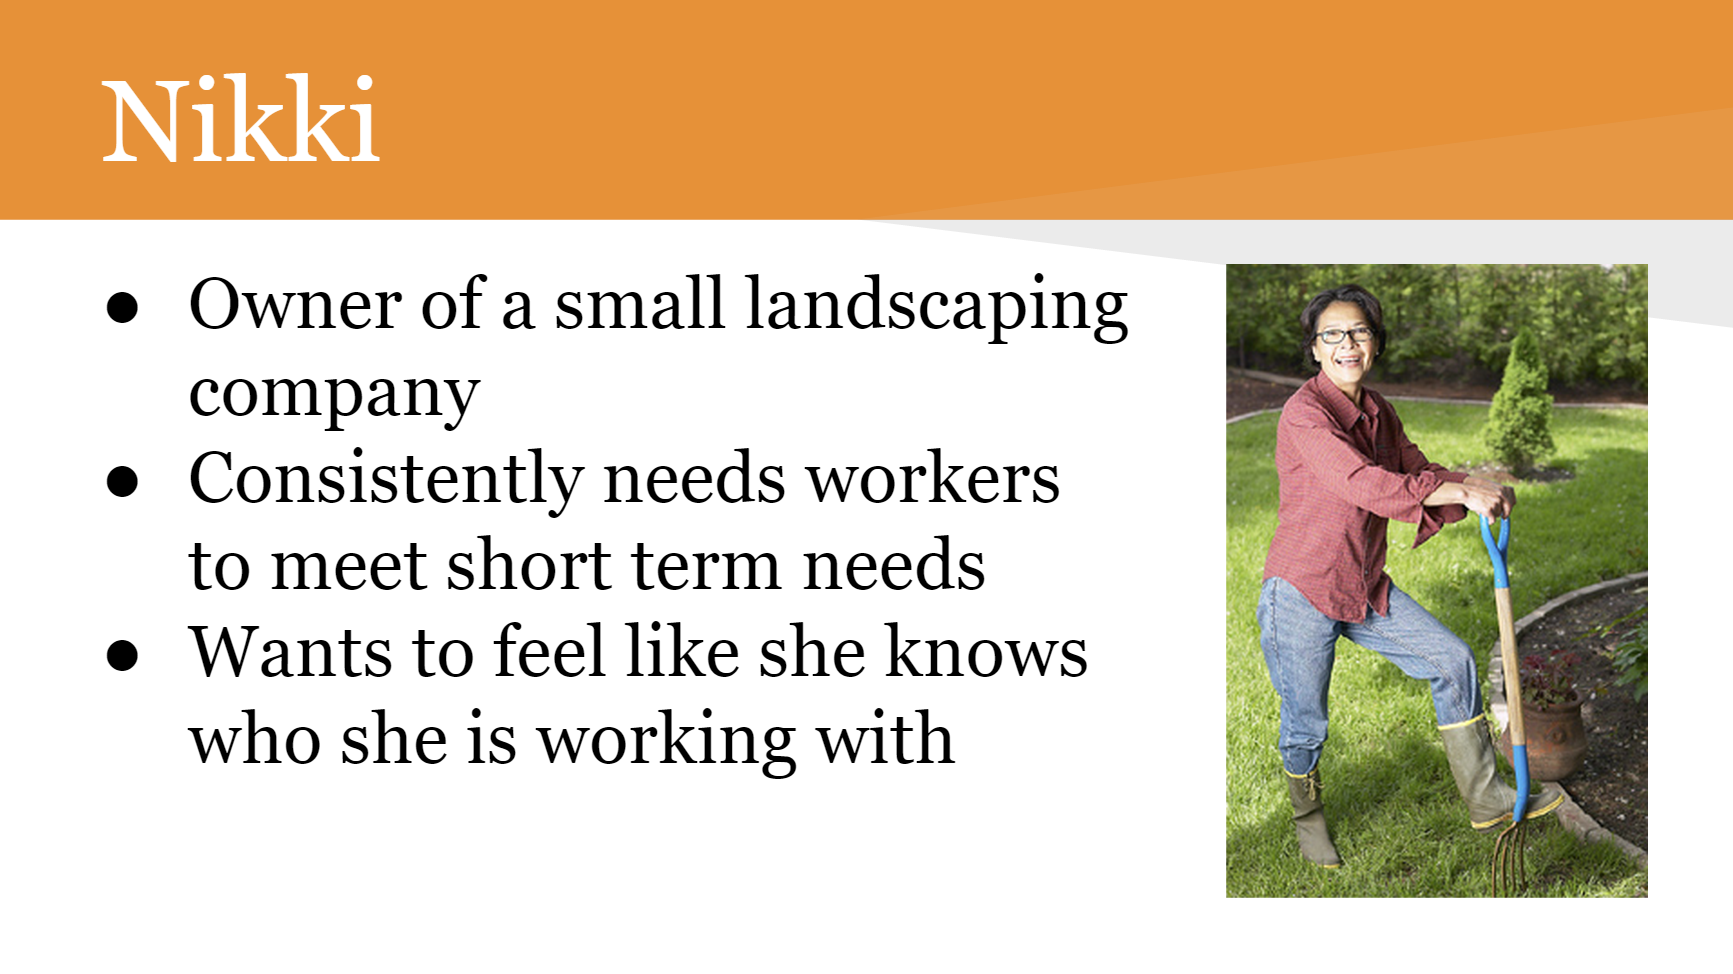 Nikki
● Owner of a small landscaping
company
● Consistently needs workers
to meet short term needs
● Wants to feel like she knows
who she is working with